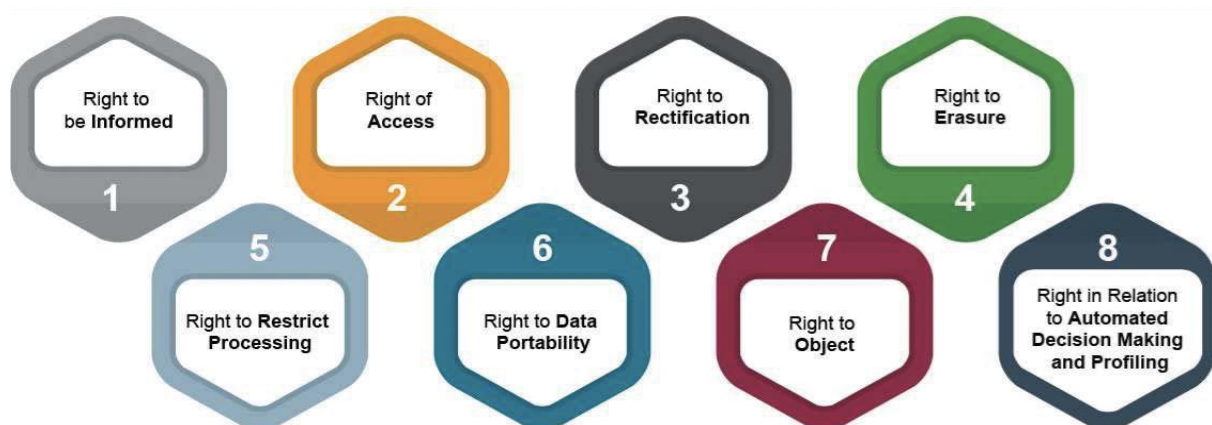 Right to
be Informed
1
Right of
Access
2
Right to
Rectification
3
Right to
Erasure
4
5
Right to Restrict
Processing
6
Right to Data
Portability
7
Right to
Object
8
Right in Relation
to Automated
Decision Making
and Profiling